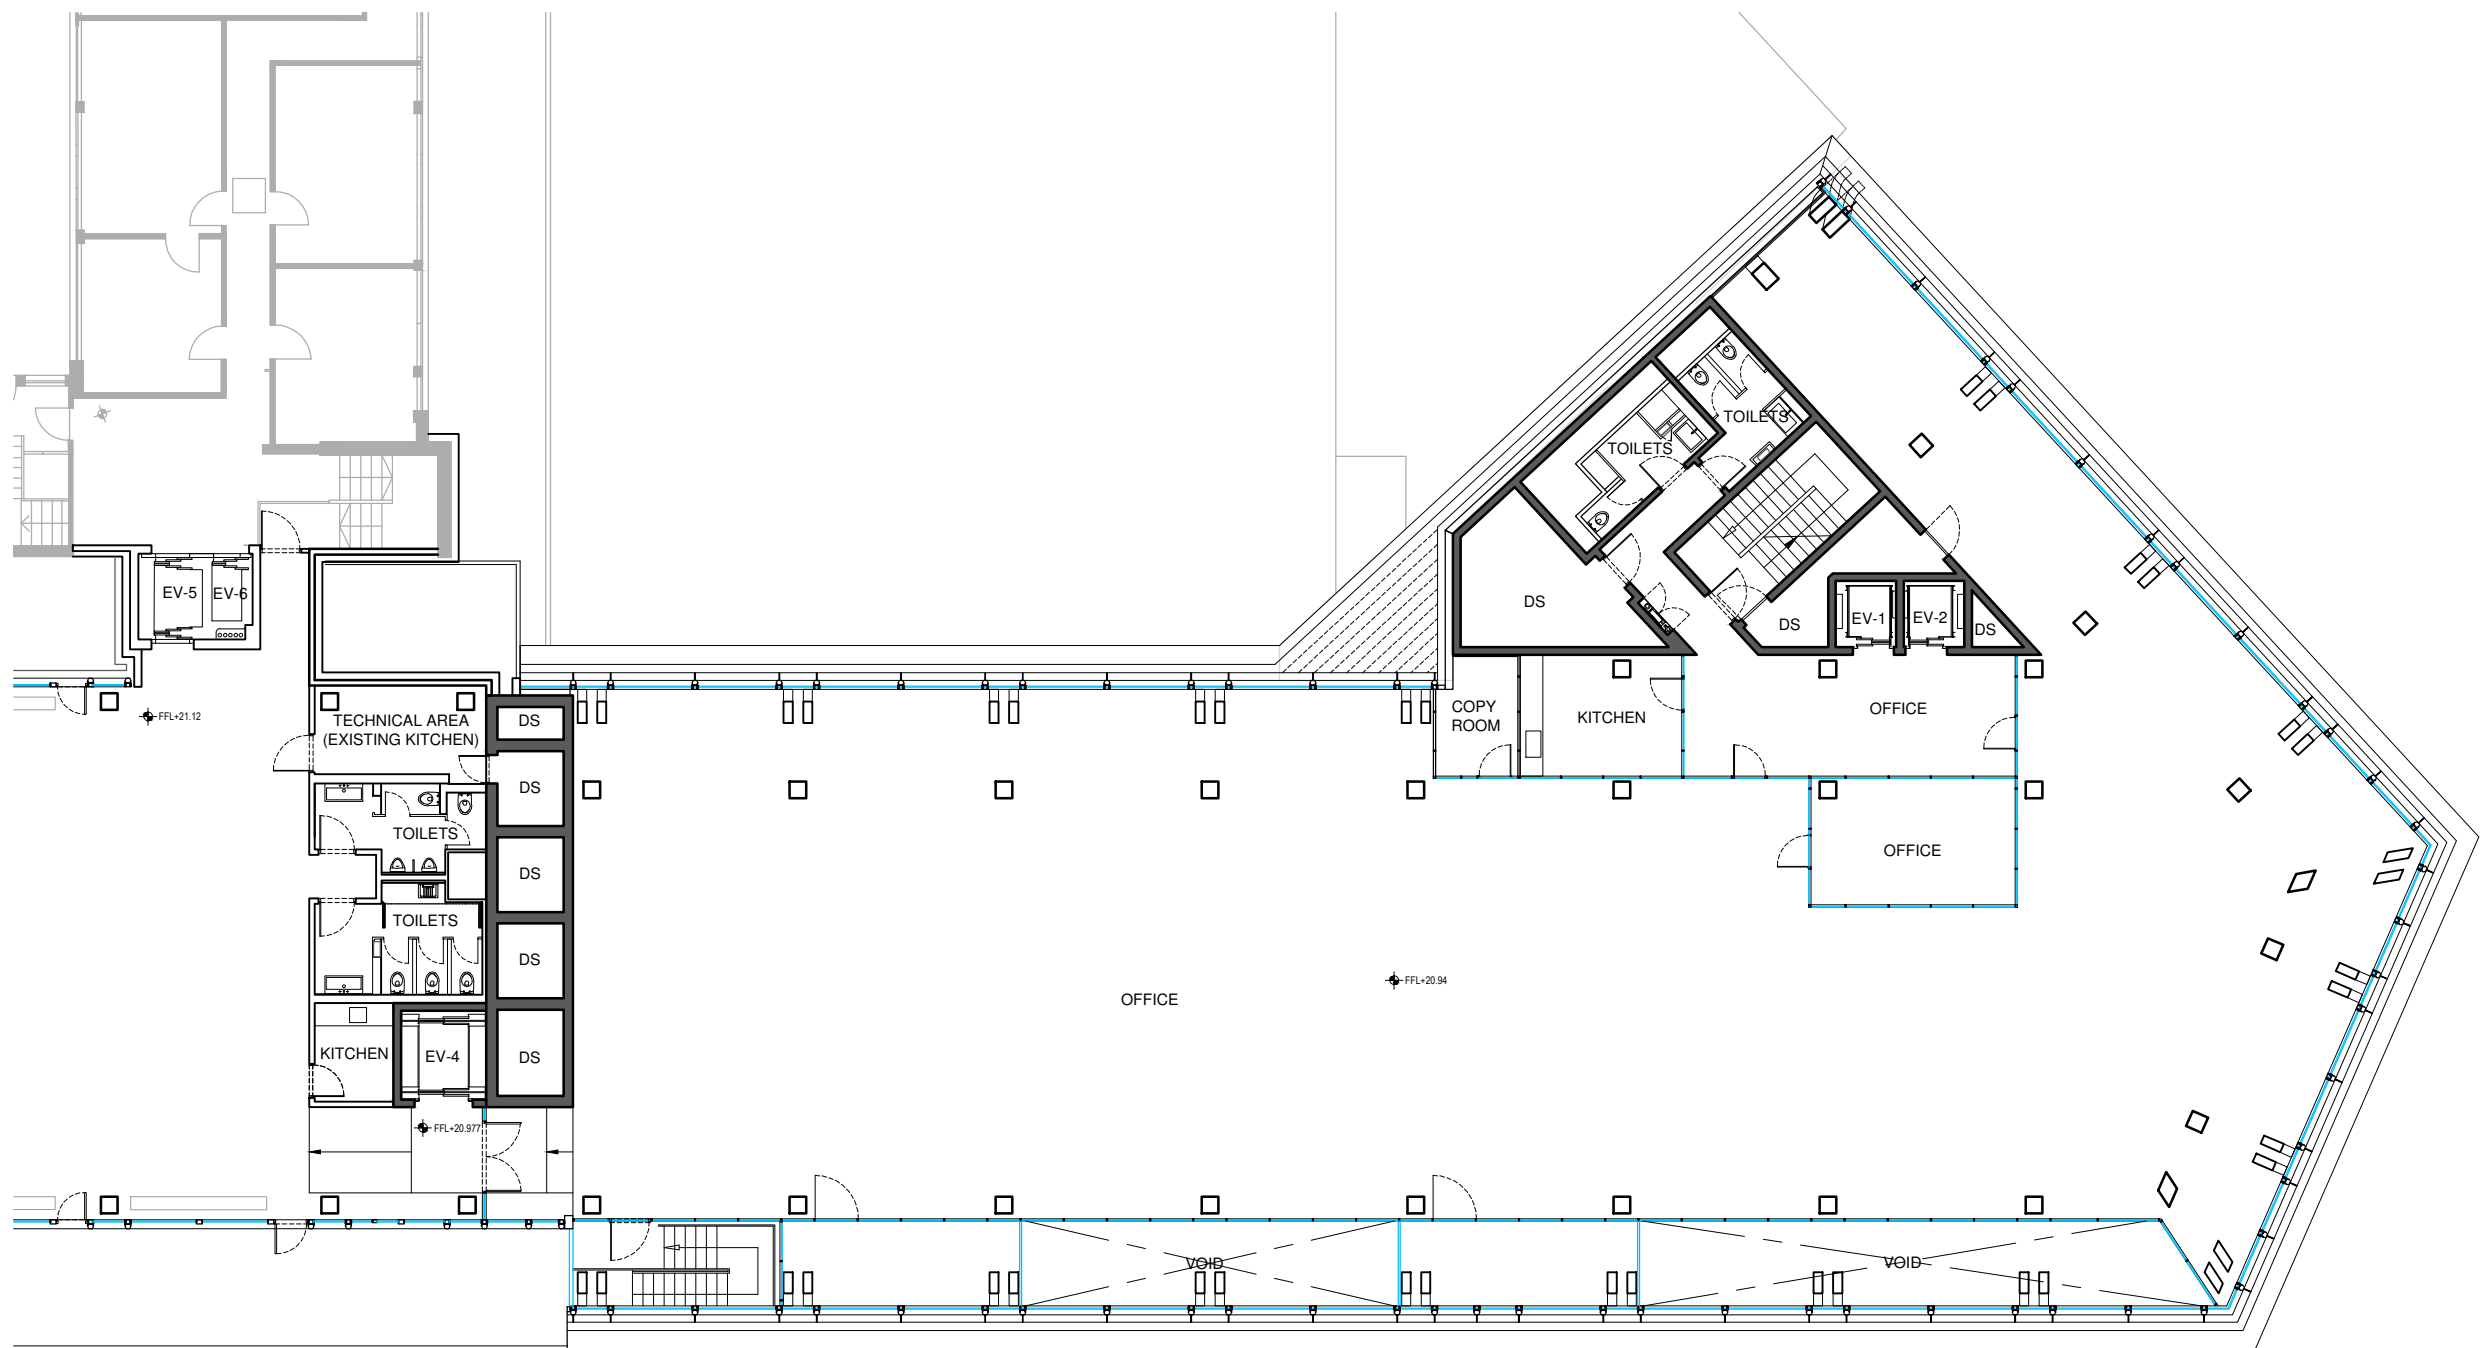 TOILETS
TOILETS
EV-5
EV-6
DS
DS
EV-1
EV-2
DS
FFL+21.12
TECHNICAL AREA
(EXISTING KITCHEN)
DS
COPY
ROOM
KITCHEN
OFFICE
DS
TOILETS
OFFICE
DS
TOILETS
DS
FFL+20.94
OFFICE
KITCHEN
EV-4
DS
FFL+20.977
VOID
VOID